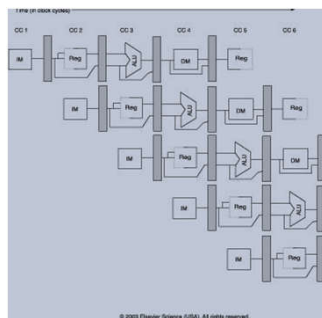 Time (in clock cycles)
CC 1 CC 2 CC 3 CC 4 CC 5 CC 6
IM Reg ALU DM Reg
IM Reg ALU DM Reg
IM Reg ALU DM
IM Reg ALU
IM Reg
© 2003 Elsevier Science (USA). All rights reserved.